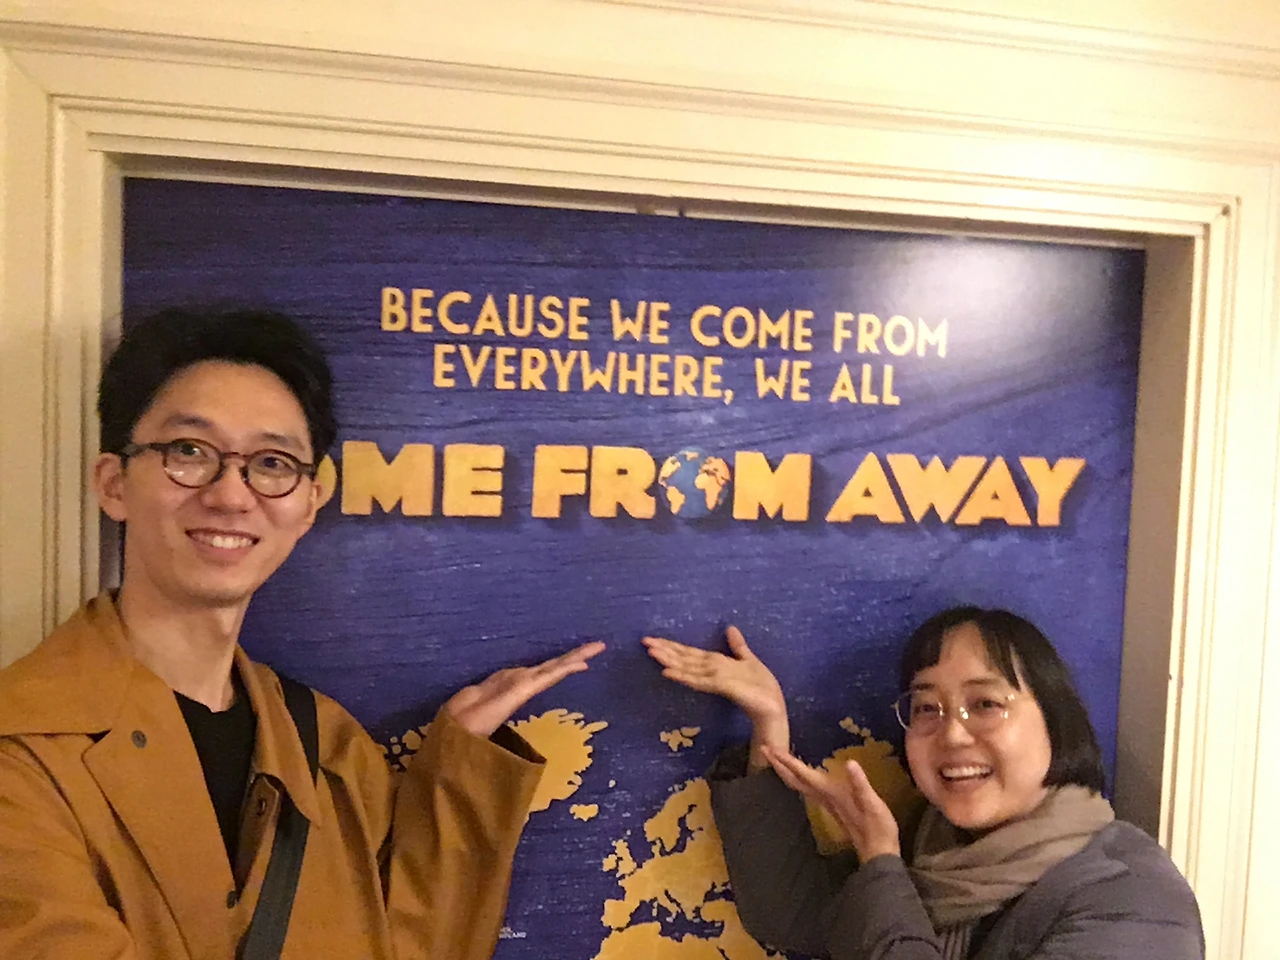 BECAUSE WE COME FROM
EVERYWHERE, WE ALL
OME FROM AWAY